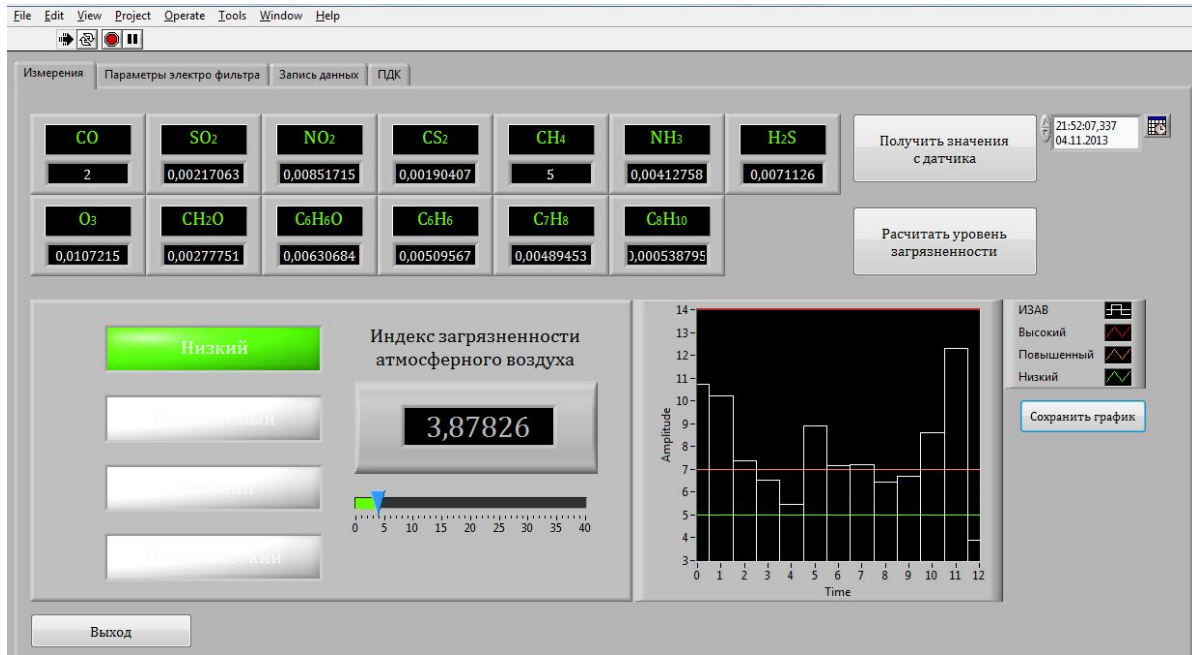 File Edit View Project Operate Tools Window Help
Измерения Параметры электро фильтра Запись данных ПДК
CO SO2 NO2 CS2 CH4 NH3 H2S
2 0,00217063 0,00851715 0,00190407 5 0,00412758 0,0071126
Получить значения
с датчика
21:52:07,337
04.11.2013
O3 CH2O C6H6O C6H6 C7H8 C8H10
0,0107215 0,00277751 0,00630684 0,00509567 0,00489453 0,000538795
Расчитать уровень
загрязненности
Низкий
Повышенный
Высокий
Очень высокий
Индекс загрязненности
атмосферного воздуха
3,87826
0 5 10 15 20 25 30 35 40
Amplitude
14
13
12
11
10
9
8
7
6
5
4
3
0 1 2 3 4 5 6 7 8 9 10 11 12
Time
ИЗАВ
Высокий
Повышенный
Низкий
Сохранить график
Выход